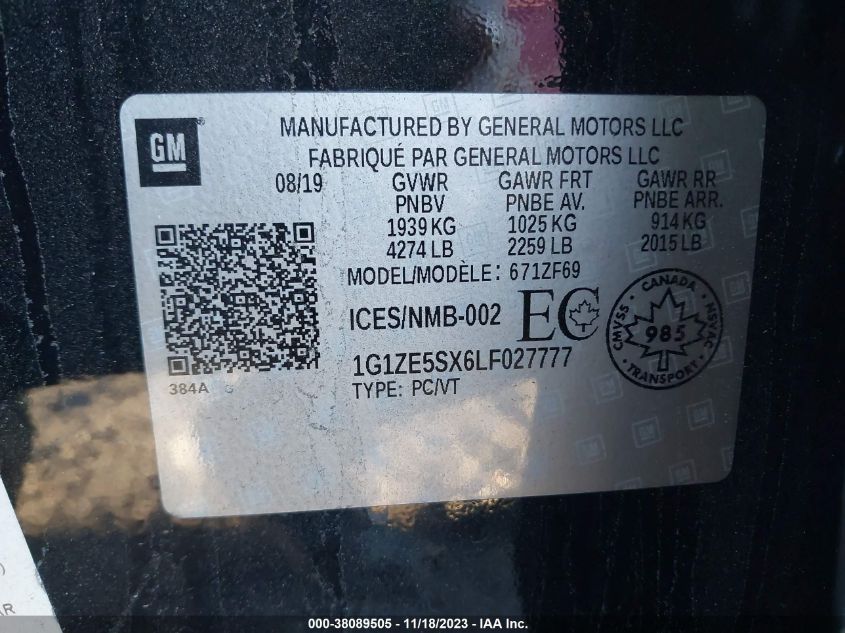 GM
MANUFACTURED BY GENERAL MOTORS LLC
FABRIQUÉ PAR GENERAL MOTORS LLC
08/19 GVWR GAWR FRT GAWR RR
PNBV PNBE AV. PNBE ARR.
1939 KG 1025 KG 914 KG
4274 LB 2259 LB 2015 LB
MODEL/MODÈLE: 671ZF69
ICES/NMB-002 EC
CANADA
CMVSS 985 NSVAC
TRANSPORT
1G1ZE5SX6LF027777
384A
TYPE: PC/VT
000-38089505 - 11/18/2023 - IAA Inc.